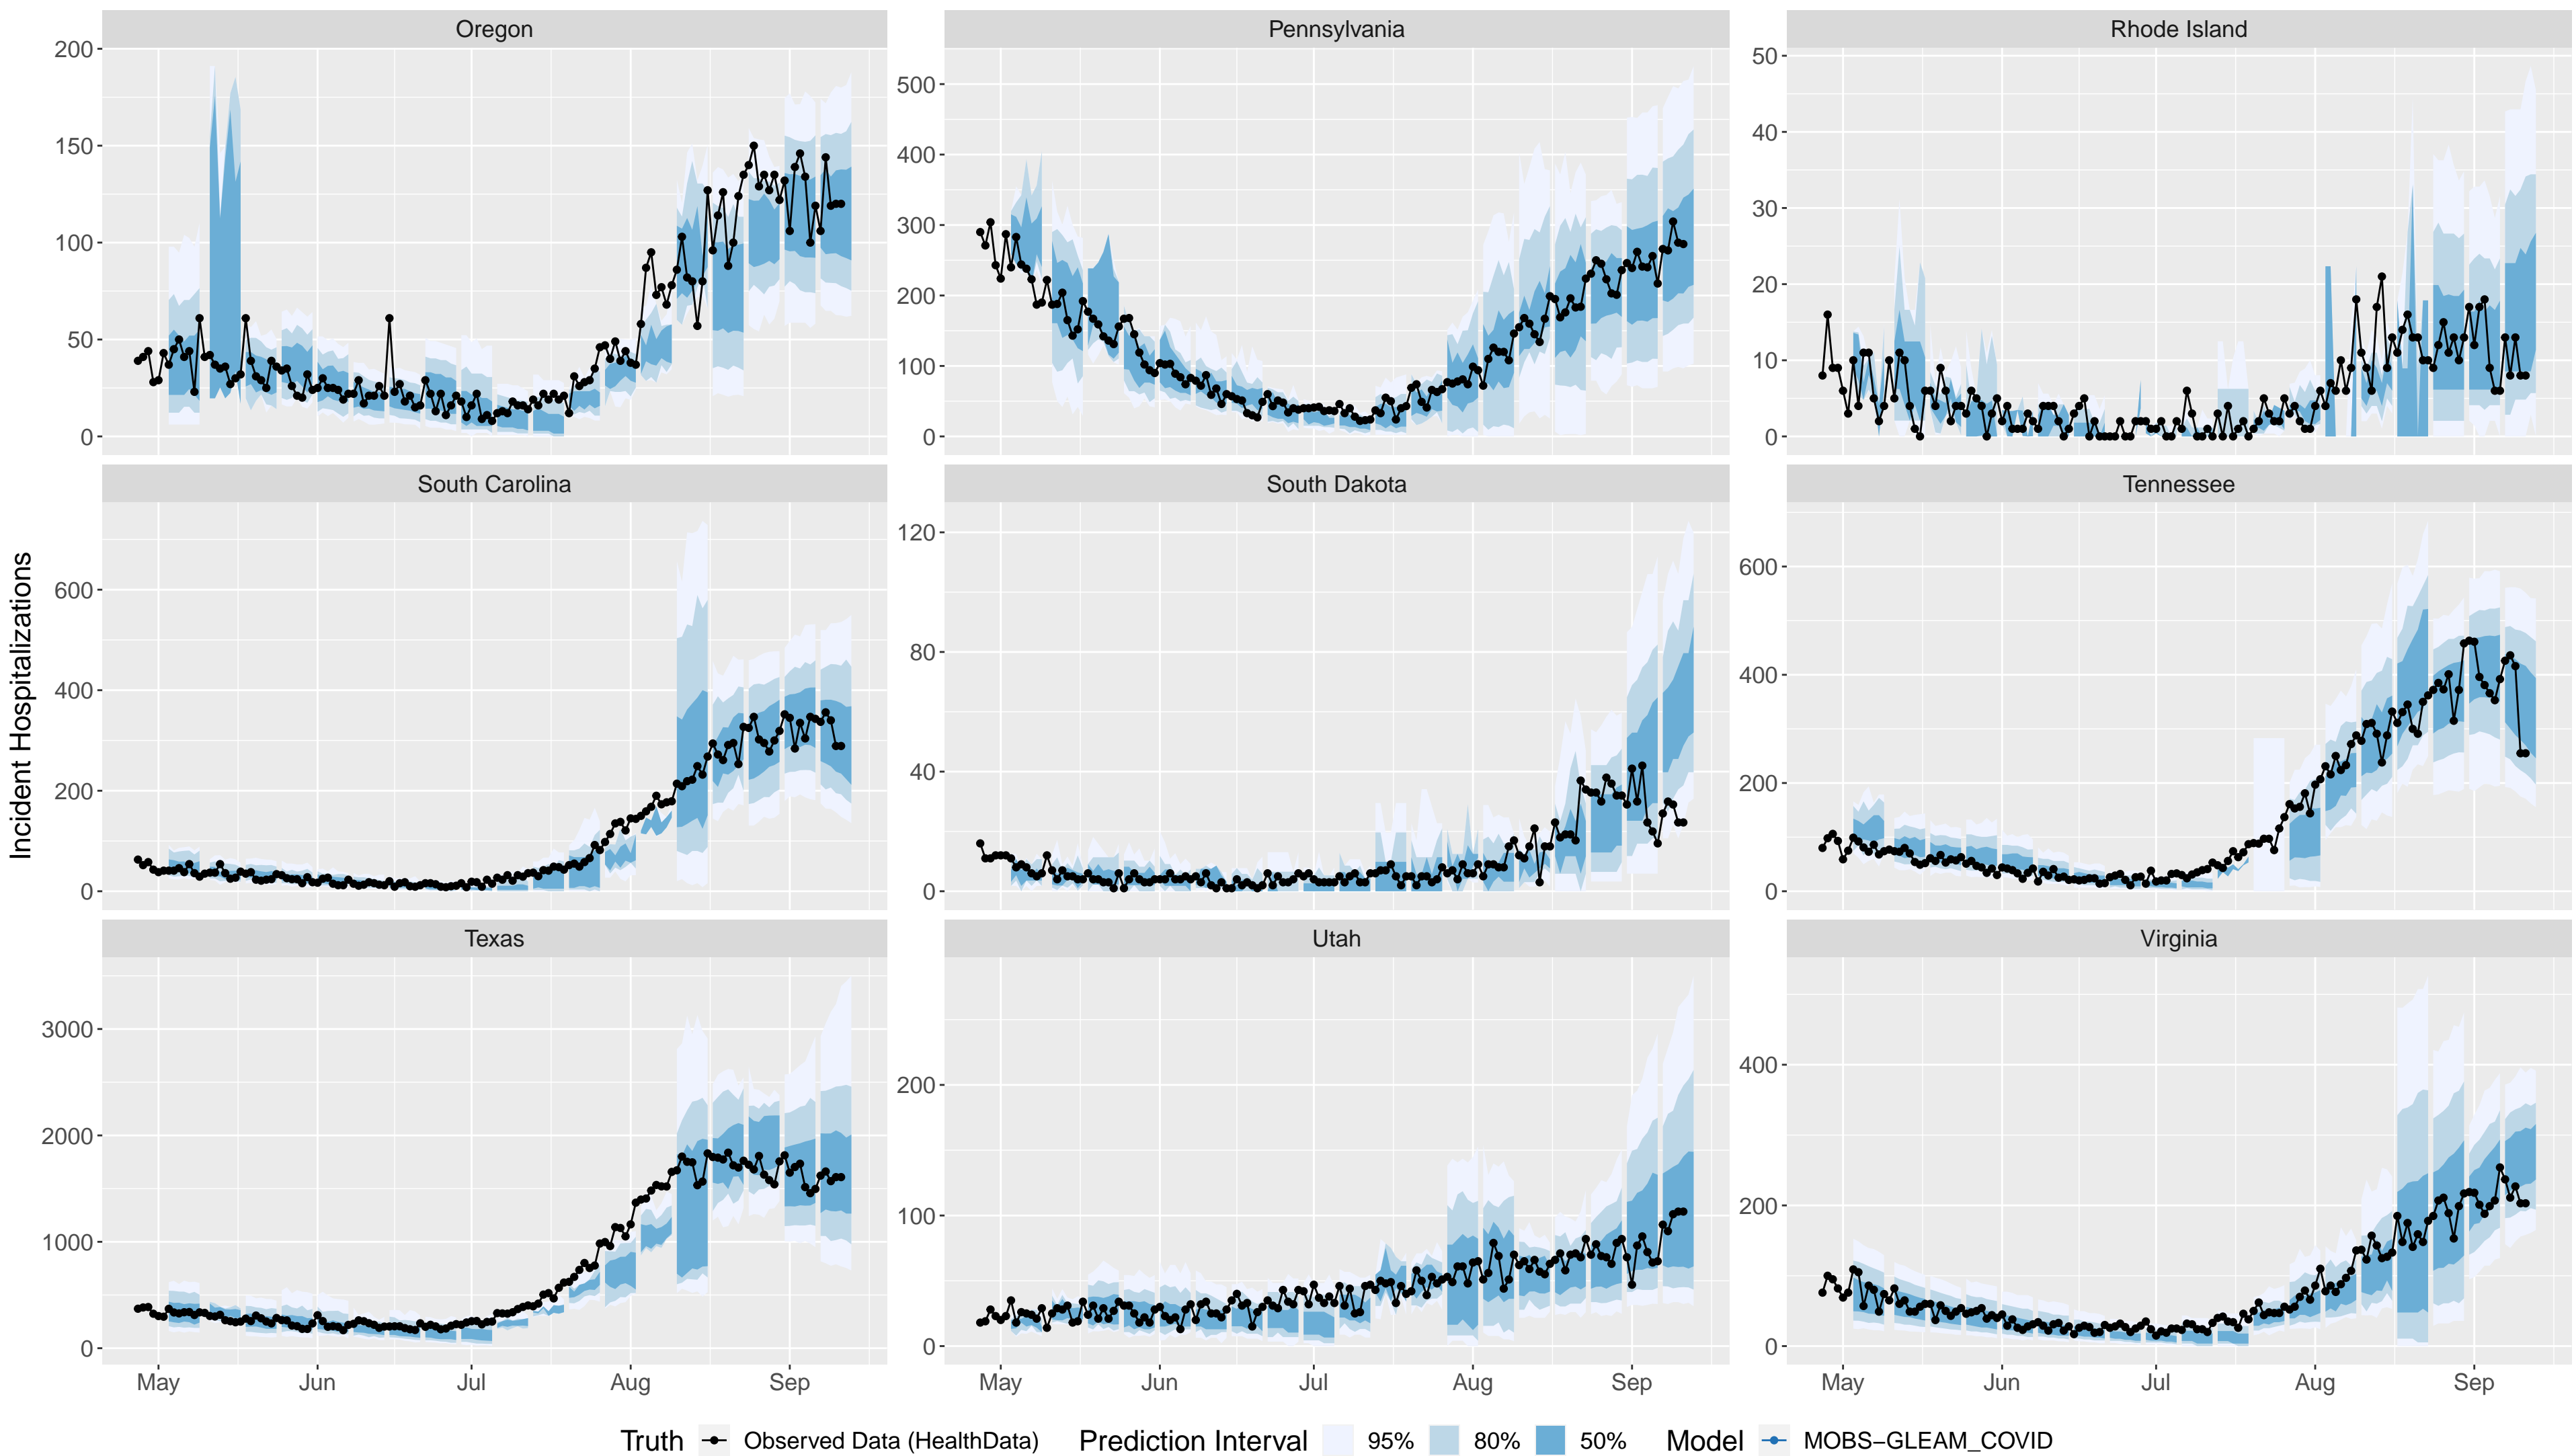 Oregon
Pennsylvania
Rhode Island
200
150
100
50
0
500
400
300
200
100
0
50
40
30
20
10
0
South Carolina
South Dakota
Tennessee
Incident Hospitalizations
600
400
200
0
120
80
40
0
600
400
200
0
Texas
Utah
Virginia
3000
2000
1000
0
200
100
0
400
200
0
May Jun Jul Aug Sep
May Jun Jul Aug Sep
May Jun Jul Aug Sep
Truth Observed Data (HealthData) Prediction Interval 95% 80% 50% Model MOBS−GLEAM_COVID